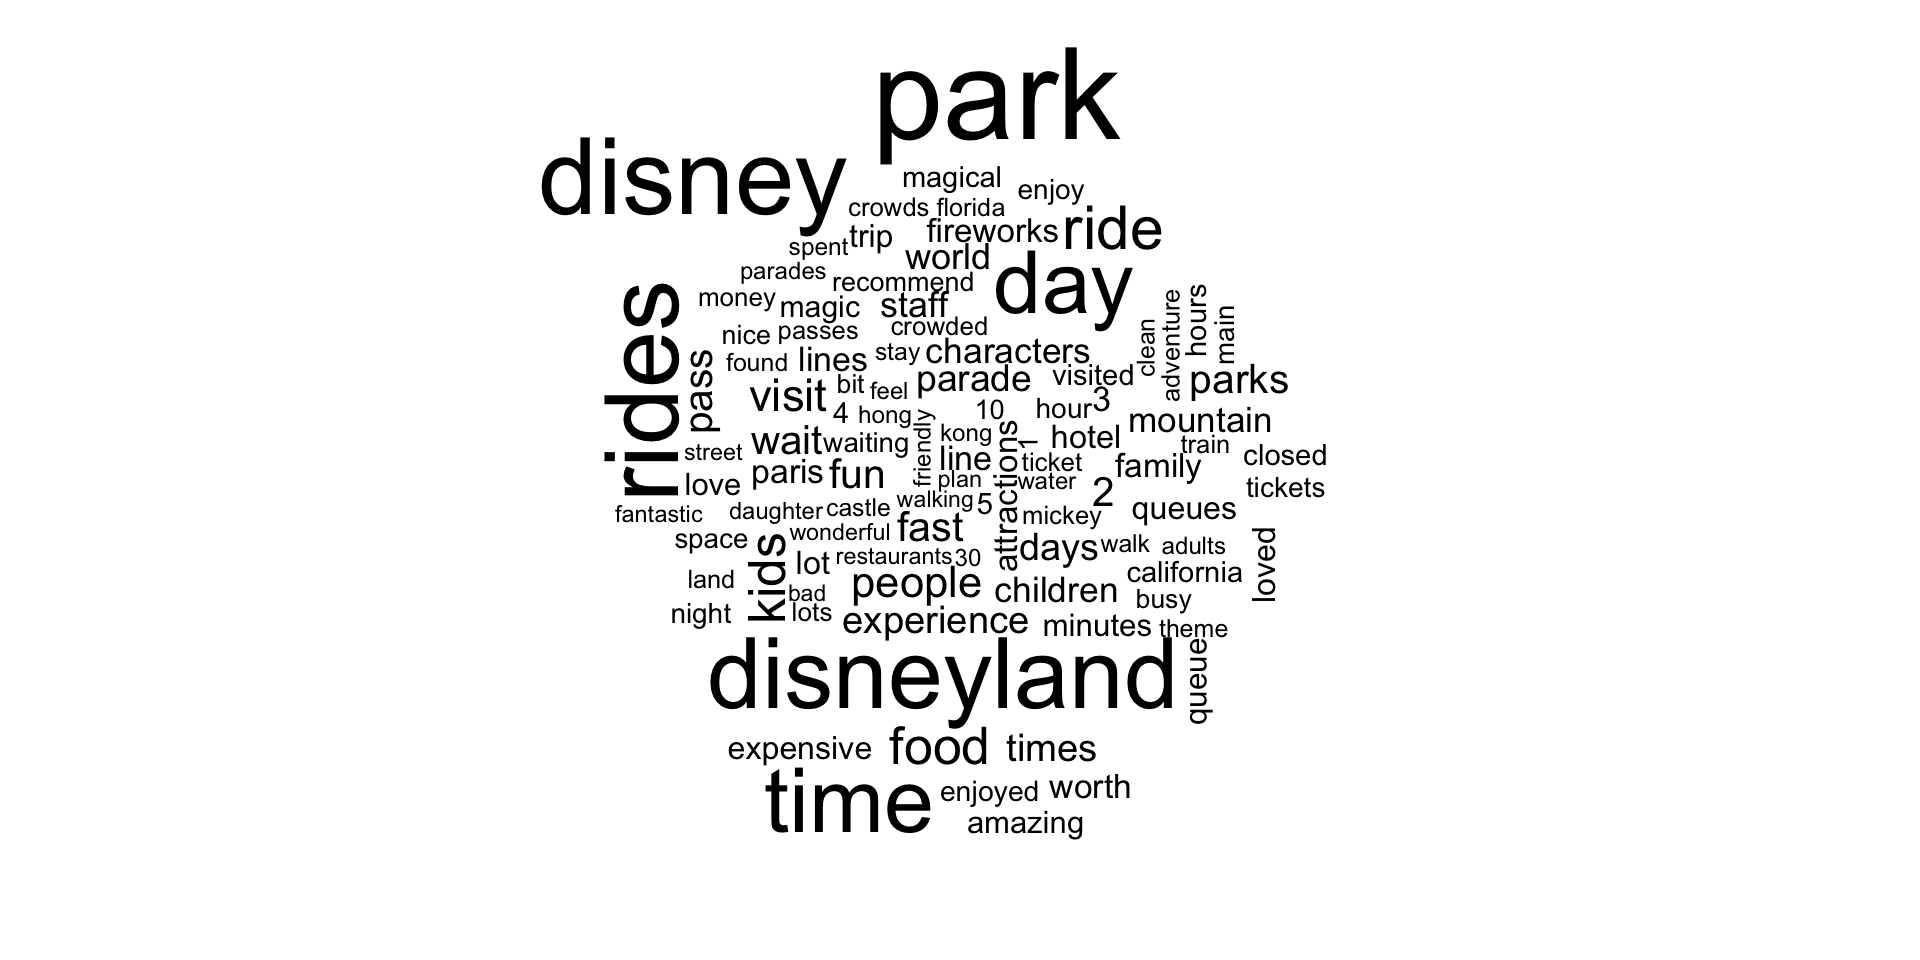 park
disney
magical
enjoy
crowds florida
fireworks ride
spent trip
world
parades
recommend
day
money magic staff
rides
nice passes crowded
clean adventure hours main
found lines stay characters
pass
visit bit feel parade visited parks
4 hong 10 hour 3
mountain
friendly kong attractions 1 hotel
wait waiting
train
street
line ticket family closed
paris fun
love plan water
2 tickets
walking 5
fantastic daughter castle mickey queues
wonderful fast
space
kids
days walk adults loved
lot restaurants 30
land people california
bad children busy
night lots experience minutes theme
disneyland queue
expensive food times
time enjoyed worth
amazing